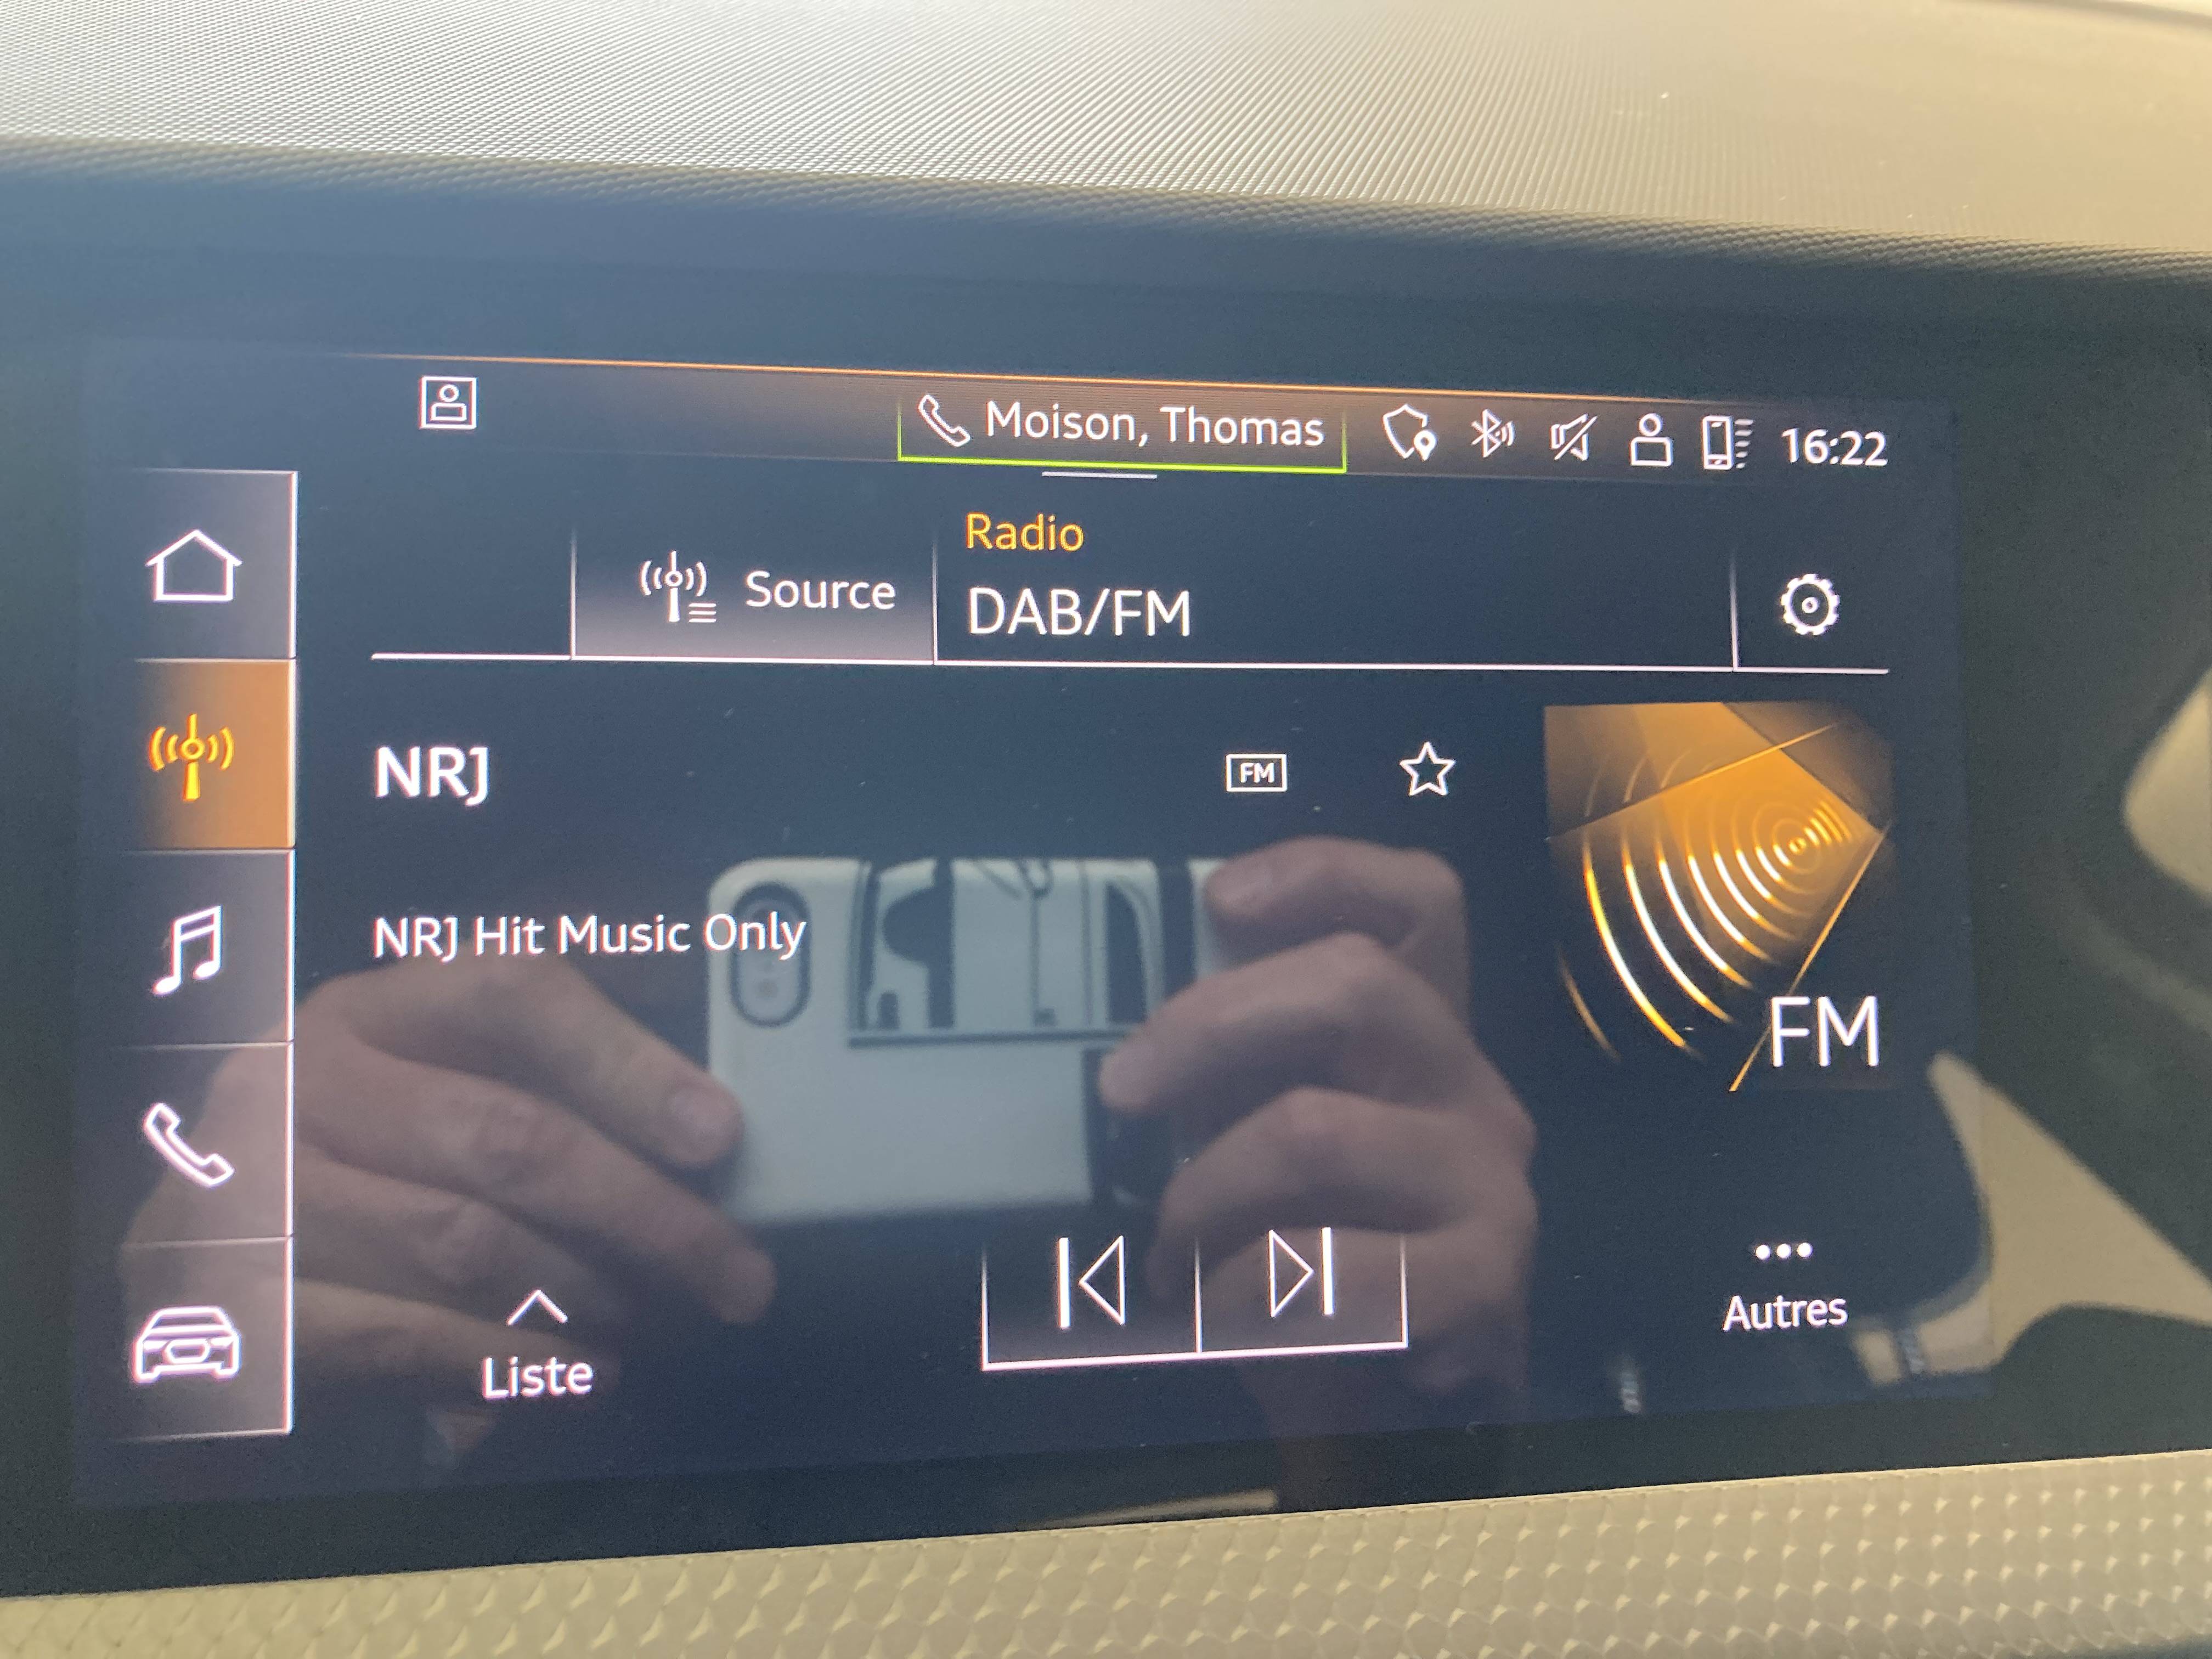 Moison, Thomas
16:22
Source
Radio
DAB/FM
NRJ
FM
NRJ Hit Music Only
FM
Liste
Autres